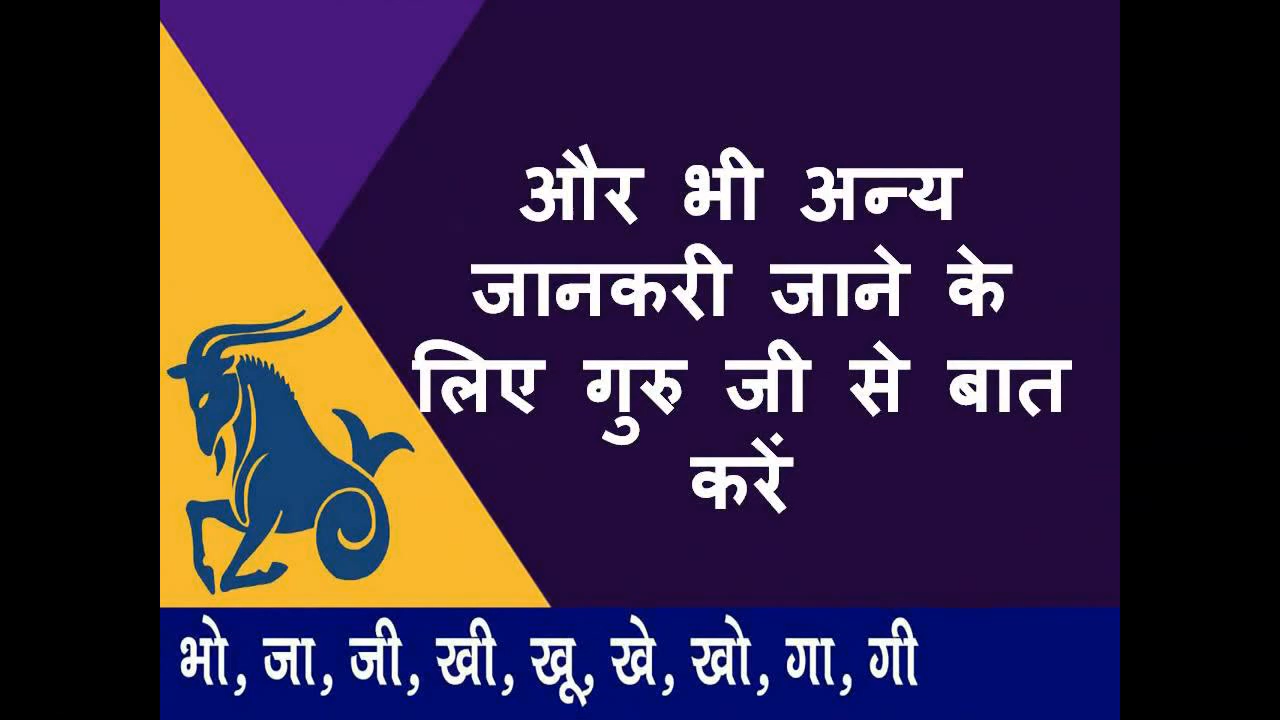 और भी अन्य
जानकरी जाने के
लिए गुरु जी से बात
करें
भो, जा, जी, खी, खू, खे, खो, गा, गी